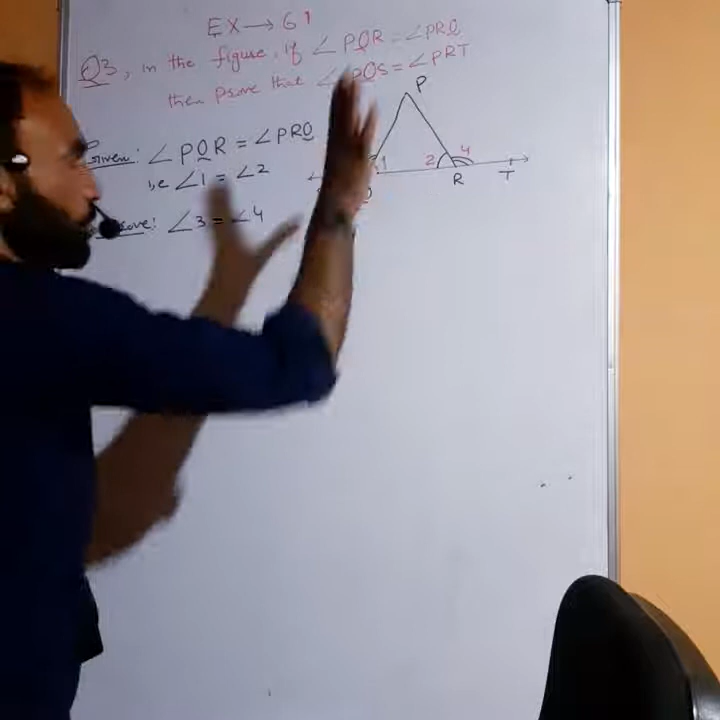 EX → 6 1
Q3, in the figure, if ∠PQR = ∠PRQ
then prove that ∠PQS = ∠PRT
Given: ∠PQR = ∠PRQ
i.e ∠1 = ∠2
∠3 = ∠4
P
1 2 4
R T